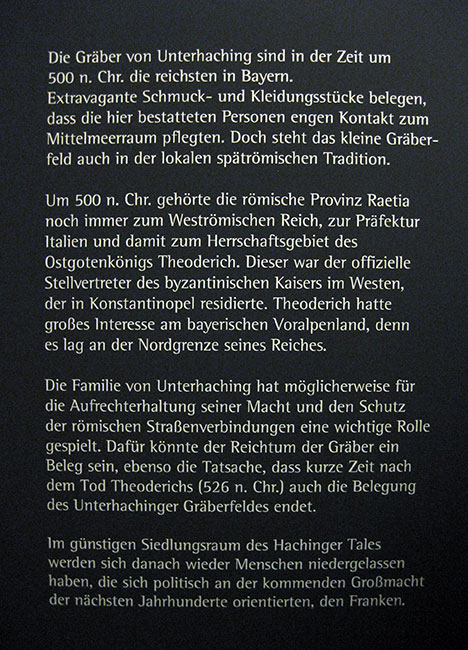 Die Gräber von Unterhaching sind in der Zeit um
500 n. Chr. die reichsten in Bayern.
Extravagante Schmuck- und Kleidungsstücke belegen,
dass die hier bestatteten Personen engen Kontakt zum
Mittelmeerraum pflegten. Doch steht das kleine Gräber-
feld auch in der lokalen spätrömischen Tradition.

Um 500 n. Chr. gehörte die römische Provinz Raetia
noch immer zum Weströmischen Reich, zur Präfektur
Italien und damit zum Herrschaftsgebiet des
Ostgotenkönigs Theoderich. Dieser war der offizielle
Stellvertreter des byzantinischen Kaisers im Westen,
der in Konstantinopel residierte. Theoderich hatte
großes Interesse am bayerischen Voralpenland, denn
es lag an der Nordgrenze seines Reiches.

Die Familie von Unterhaching hat möglicherweise für
die Aufrechterhaltung seiner Macht und den Schutz
der römischen Straßenverbindungen eine wichtige Rolle
gespielt. Dafür könnte der Reichtum der Gräber ein
Beleg sein, ebenso die Tatsache, dass kurze Zeit nach
dem Tod Theoderichs (526 n. Chr.) auch die Belegung
des Unterhachinger Gräberfeldes endet.

Im günstigen Siedlungsraum des Hachinger Tales
werden sich danach wieder Menschen niedergelassen
haben, die sich politisch an der kommenden Großmacht
der nächsten Jahrhunderte orientierten, den Franken.